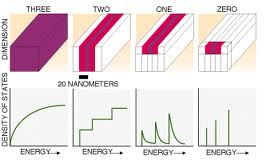 THREE TWO ONE ZERO
DIMENSION
20 NANOMETERS
DENSITY OF STATES
ENERGY ENERGY ENERGY ENERGY